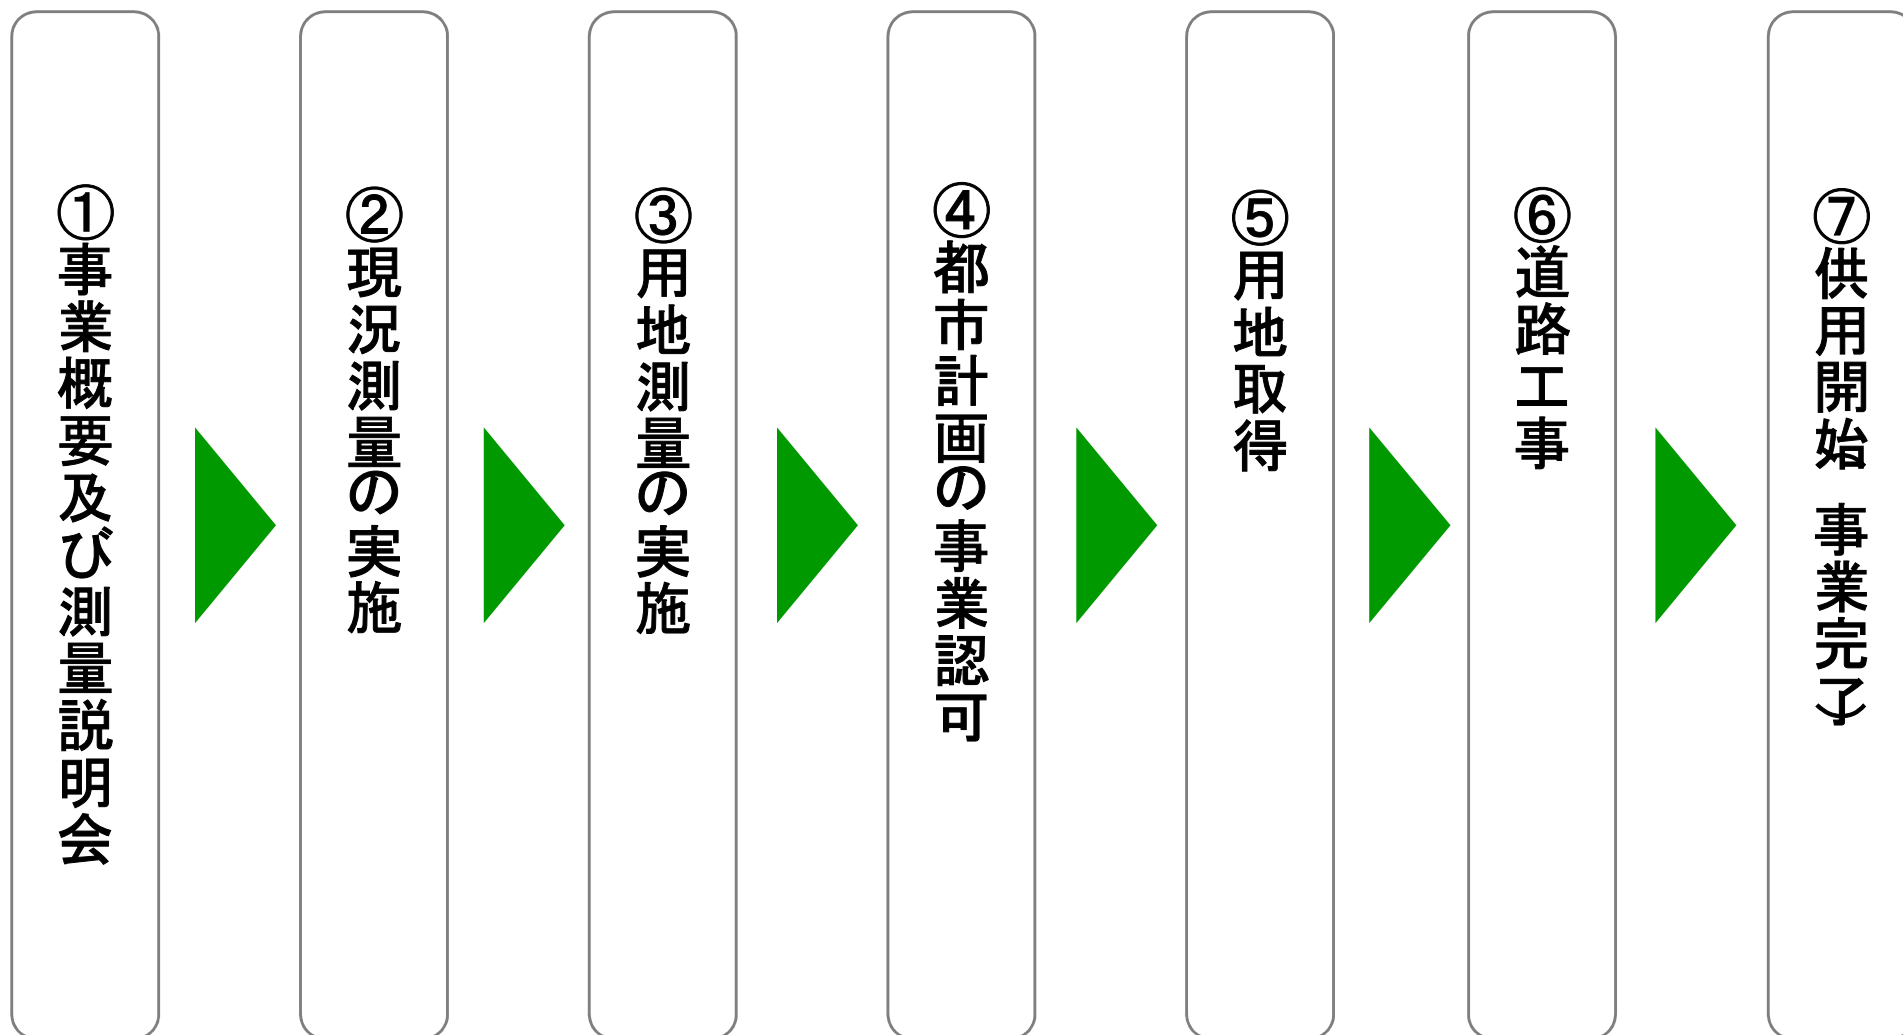 ①事業概要及び測量説明会
②現況測量の実施
③用地測量の実施
④都市計画の事業認可
⑤用地取得
⑥道路工事
⑦供用開始（事業完了）